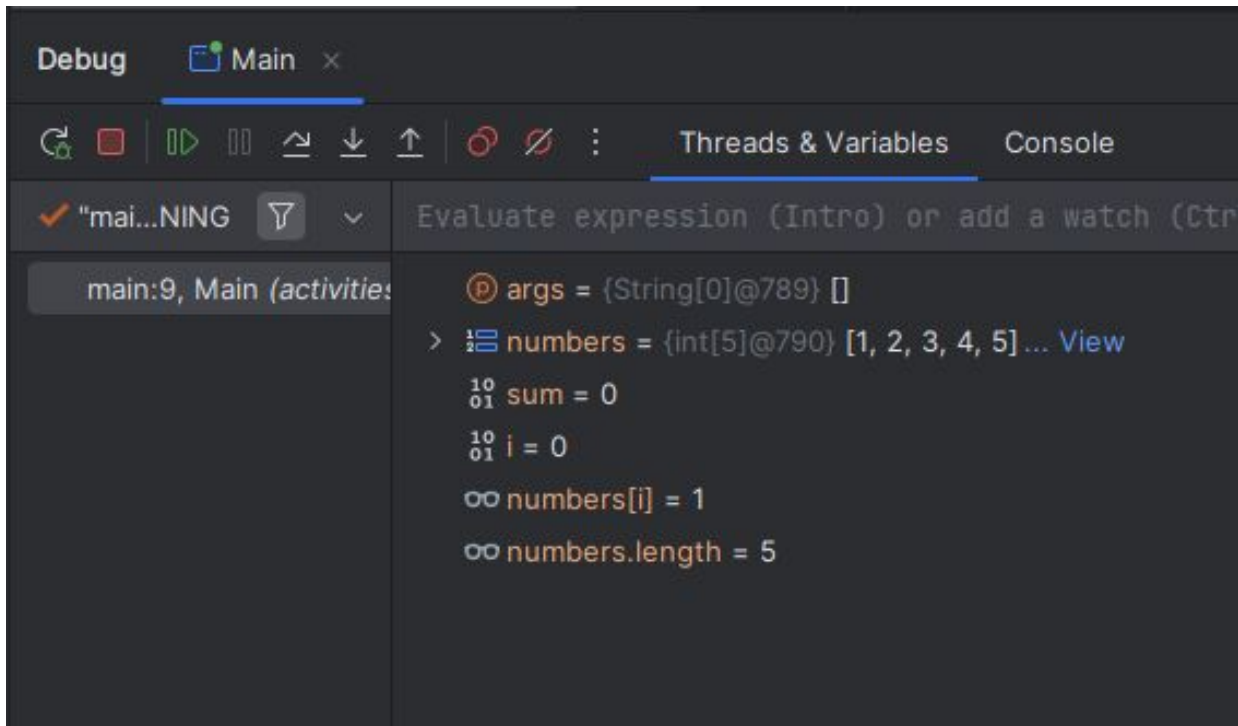 Debug Main
Threads & Variables Console
"mai...NING Evaluate expression (Intro) or add a watch (Ctr
main:9, Main (activities
args = {String[0]@789} []
numbers = {int[5]@790} [1, 2, 3, 4, 5]... View
sum = 0
i = 0
numbers[i] = 1
numbers.length = 5